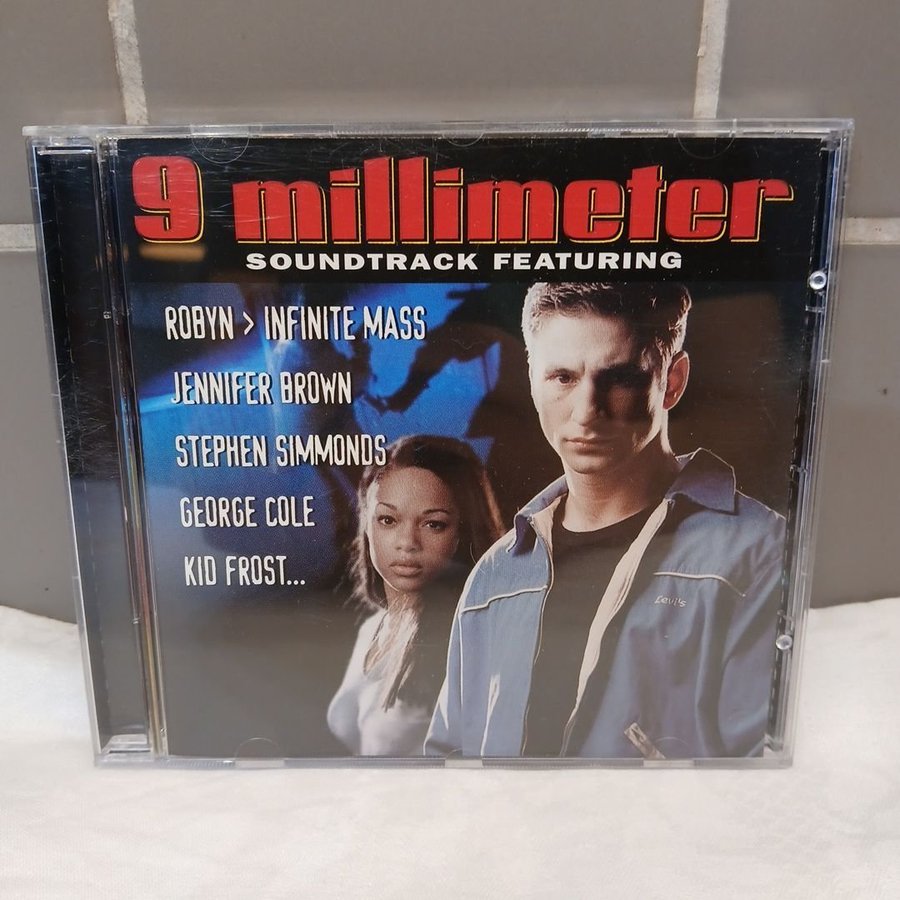 9 millimeter
SOUNDTRACK FEATURING
ROBYN > INFINITE MASS
JENNIFER BROWN
STEPHEN SIMMONDS
GEORGE COLE
KID FROST...
Levi's